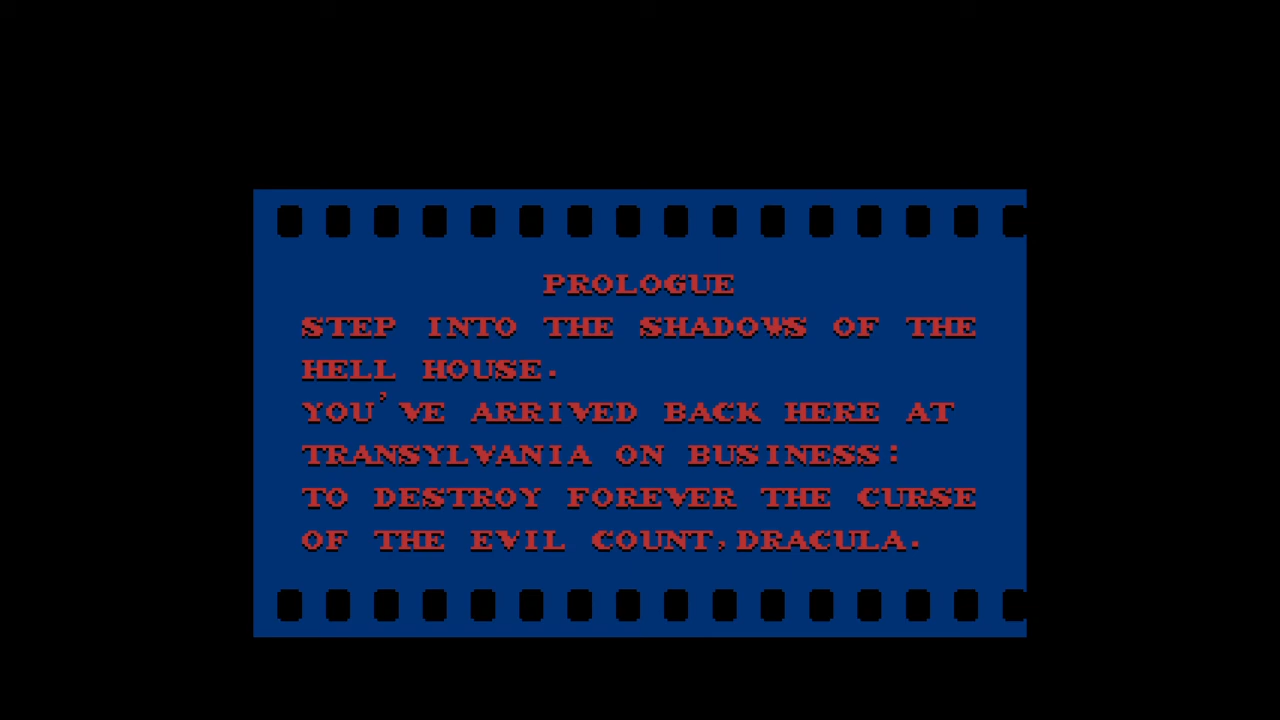 PROLOGUE
STEP INTO THE SHADOWS OF THE
HELL HOUSE.
YOU'VE ARRIVED BACK HERE AT
TRANSYLVANIA ON BUSINESS:
TO DESTROY FOREVER THE CURSE
OF THE EVIL COUNT,DRACULA.